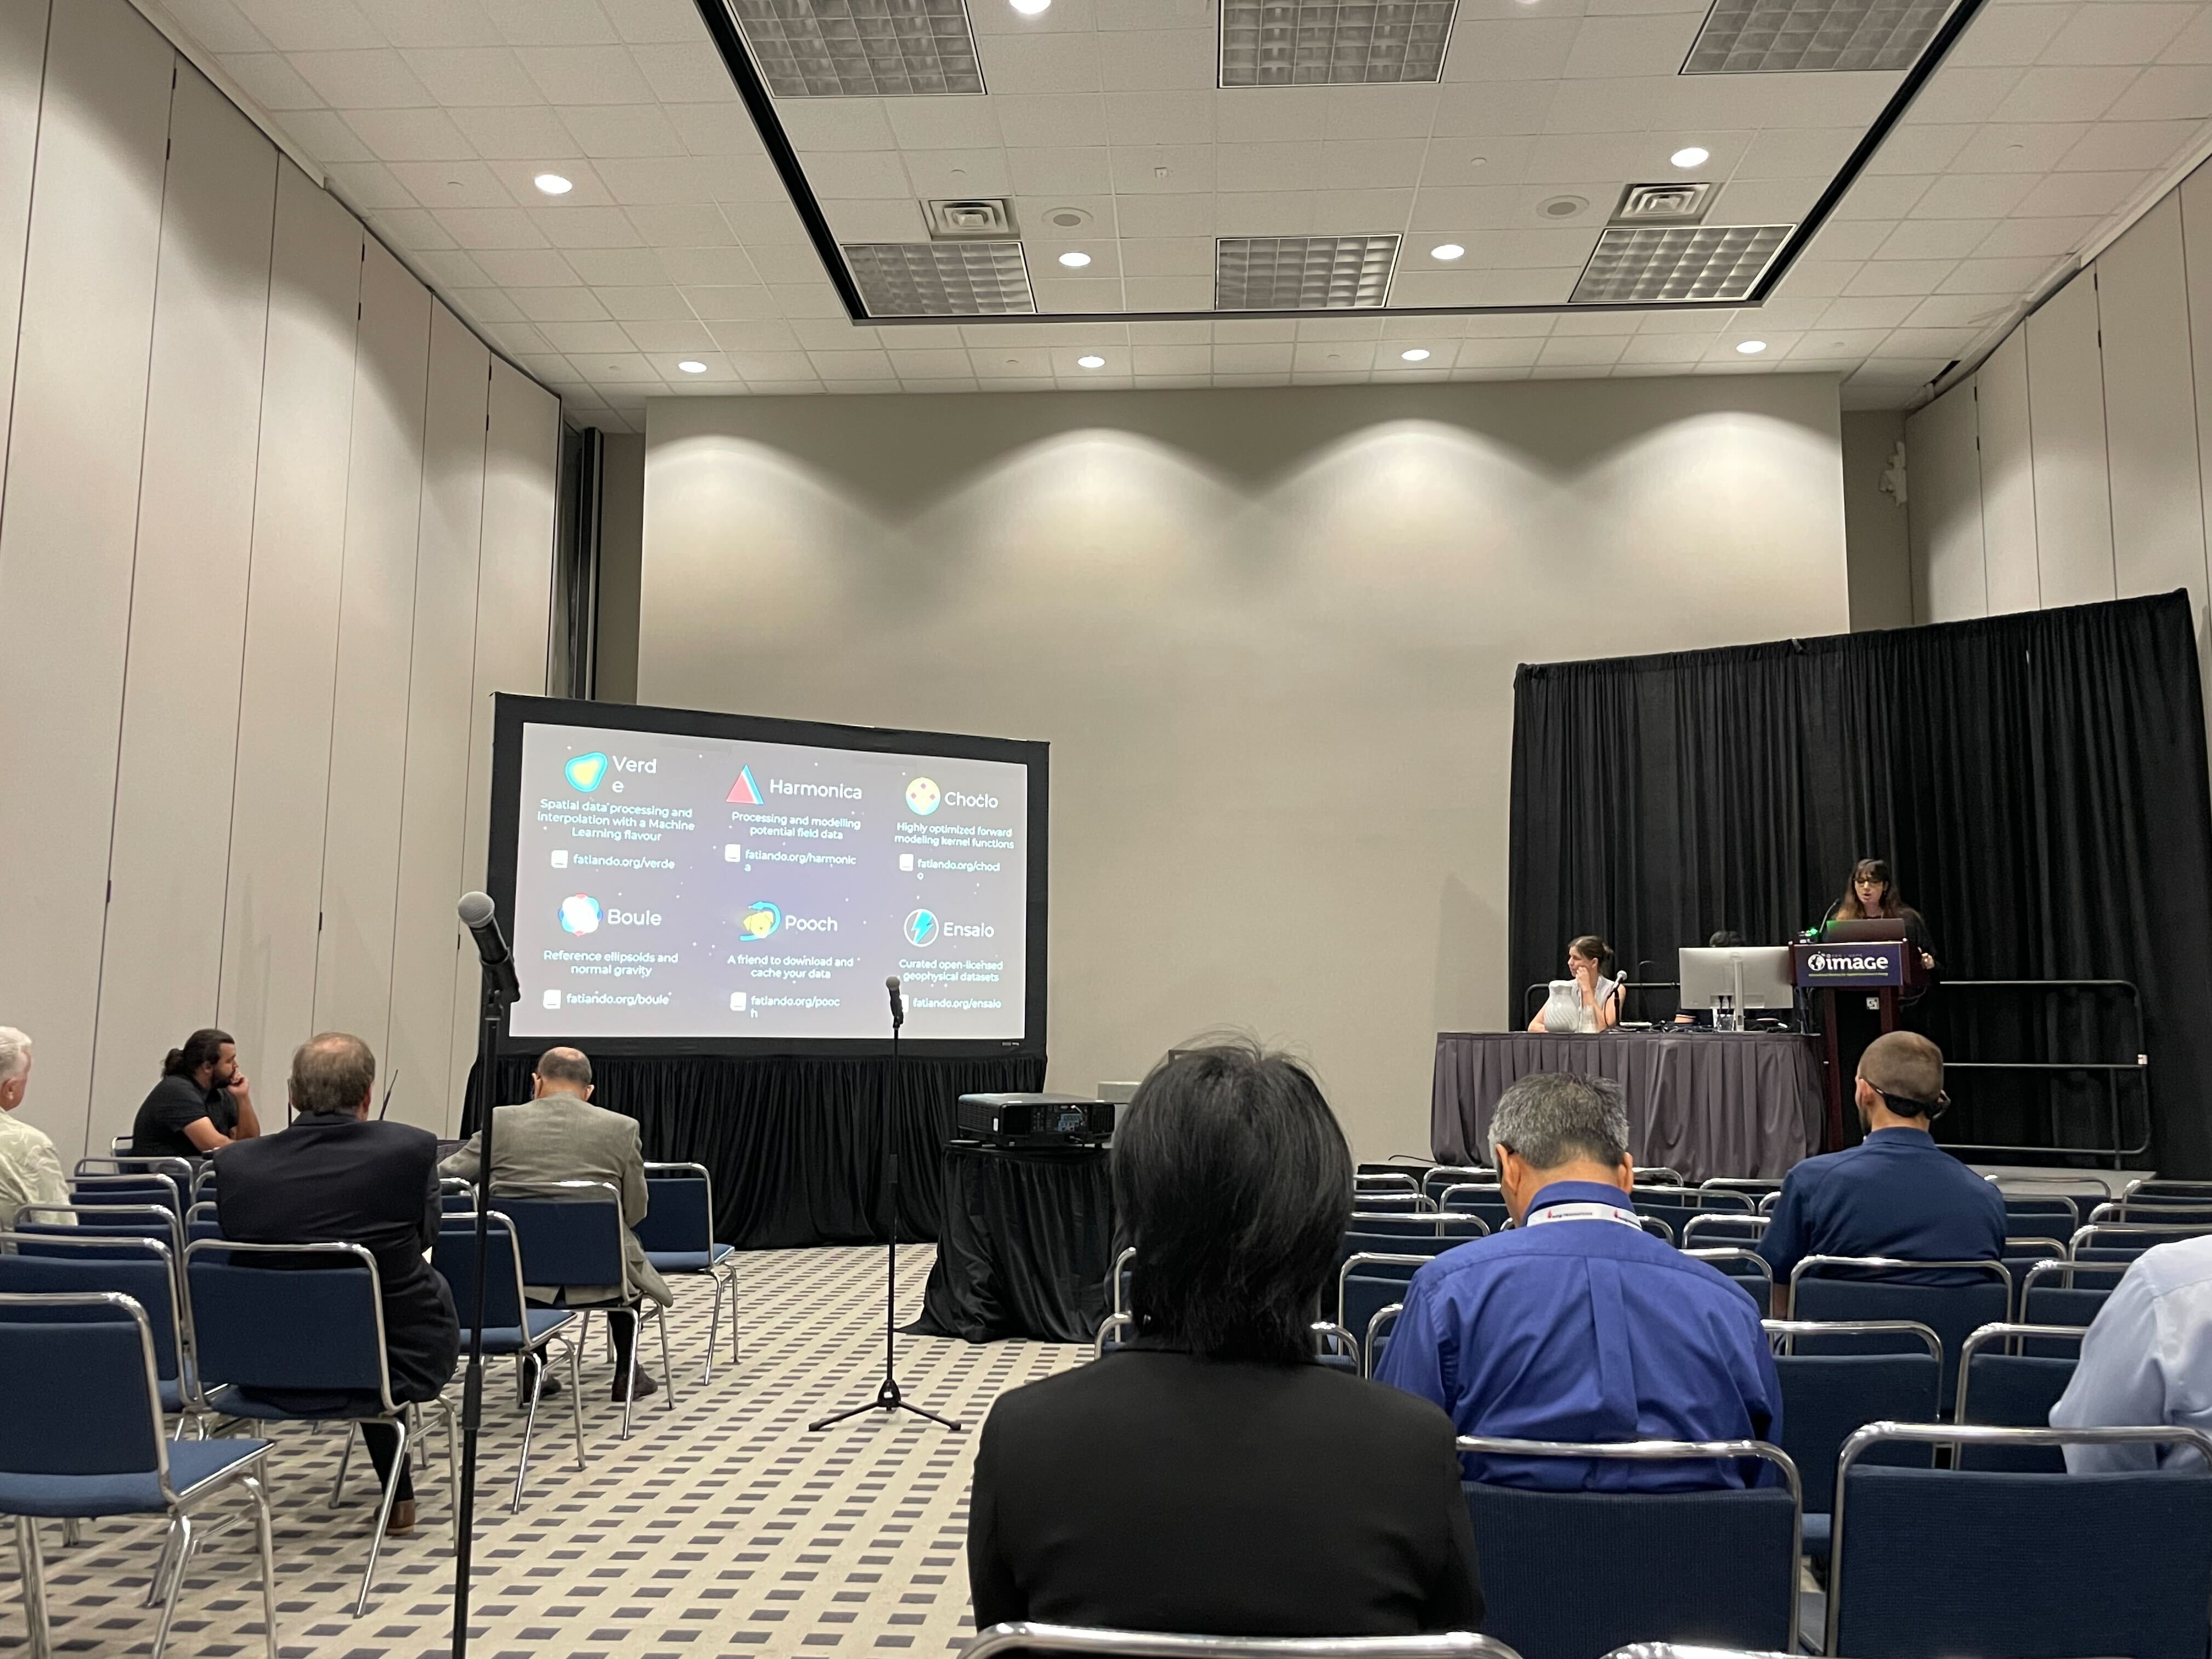 Verd
e
Spatial data processing and
interpolation with a Machine
Learning flavour
fatiando.org/verde
Harmonica
Processing and modelling
potential field data
fatiando.org/harmonic
a
Choclo
Highly optimized forward
modeling kernel functions
fatiando.org/chocl
o
Boule
Reference ellipsoids and
normal gravity
fatiando.org/boule
Pooch
A friend to download and
cache your data
fatiando.org/pooc
h
Ensaio
Curated open-licensed
geophysical datasets
fatiando.org/ensaio
image